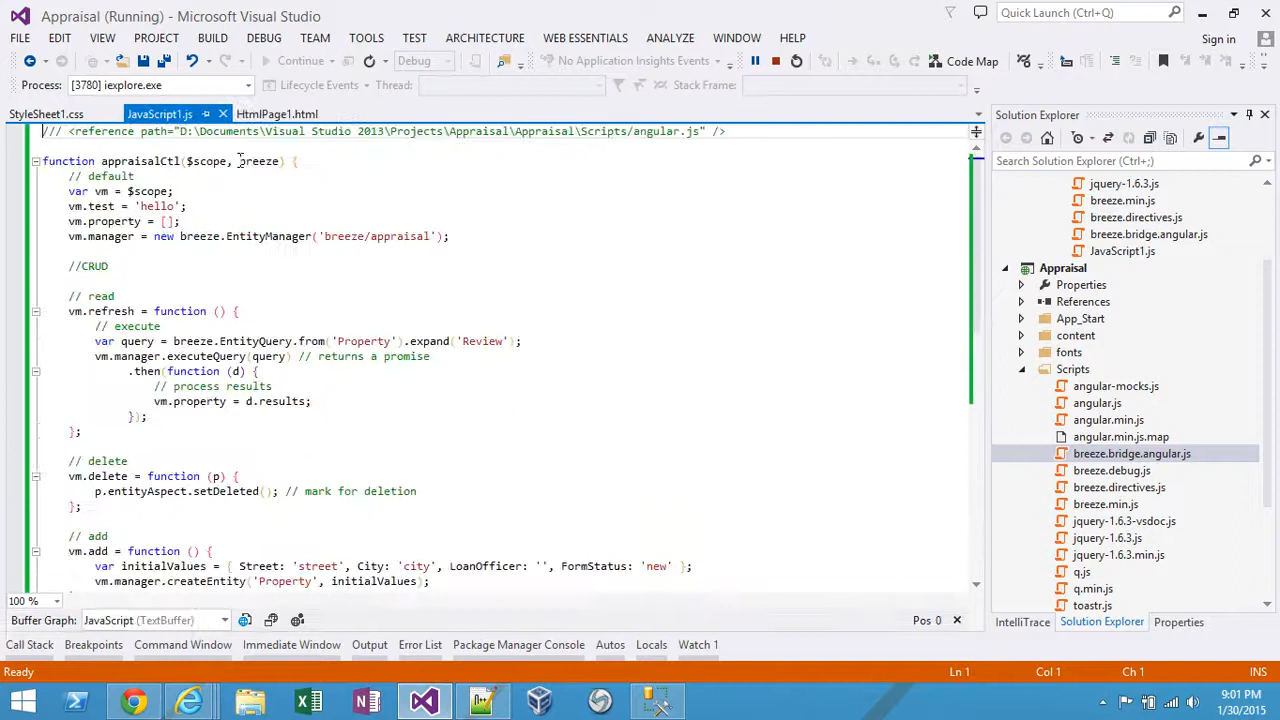 Appraisal (Running) - Microsoft Visual Studio
Quick Launch (Ctrl+Q)
FILE EDIT VIEW PROJECT BUILD DEBUG TEAM TOOLS TEST ARCHITECTURE WEB ESSENTIALS ANALYZE WINDOW HELP
Sign in
Continue Debug No Application Insights Events Code Map
Process: [3780] iexplore.exe Lifecycle Events Thread: Stack Frame:
StyleSheet1.css JavaScript1.js HtmlPage1.html
/// <reference path="D:\Documents\Visual Studio 2013\Projects\Appraisal\Appraisal\Scripts/angular.js" />
function appraisalCtl($scope, breeze) {
// default
var vm = $scope;
vm.test = 'hello';
vm.property = [];
vm.manager = new breeze.EntityManager('breeze/appraisal');
//CRUD
// read
vm.refresh = function () {
// execute
var query = breeze.EntityQuery.from('Property').expand('Review');
vm.manager.executeQuery(query) // returns a promise
.then(function (d) {
// process results
vm.property = d.results;
});
};
// delete
vm.delete = function (p) {
p.entityAspect.setDeleted(); // mark for deletion
};
// add
vm.add = function () {
var initialValues = { Street: 'street', City: 'city', LoanOfficer: '', FormStatus: 'new' };
vm.manager.createEntity('Property', initialValues);
100 %
Buffer Graph: JavaScript (TextBuffer) Pos 0
Solution Explorer
Search Solution Explorer (Ctrl+;)
jquery-1.6.3.js
breeze.min.js
breeze.directives.js
breeze.bridge.angular.js
JavaScript1.js
Appraisal
Properties
References
App_Start
content
fonts
Scripts
angular-mocks.js
angular.js
angular.min.js
angular.min.js.map
breeze.bridge.angular.js
breeze.debug.js
breeze.directives.js
breeze.min.js
jquery-1.6.3-vsdoc.js
jquery-1.6.3.js
jquery-1.6.3.min.js
q.js
q.min.js
toastr.js
IntelliTrace Solution Explorer Properties
Call Stack Breakpoints Command Window Immediate Window Output Error List Package Manager Console Autos Locals Watch 1
Ready Ln 1 Col 1 Ch 1 INS
9:01 PM
1/30/2015